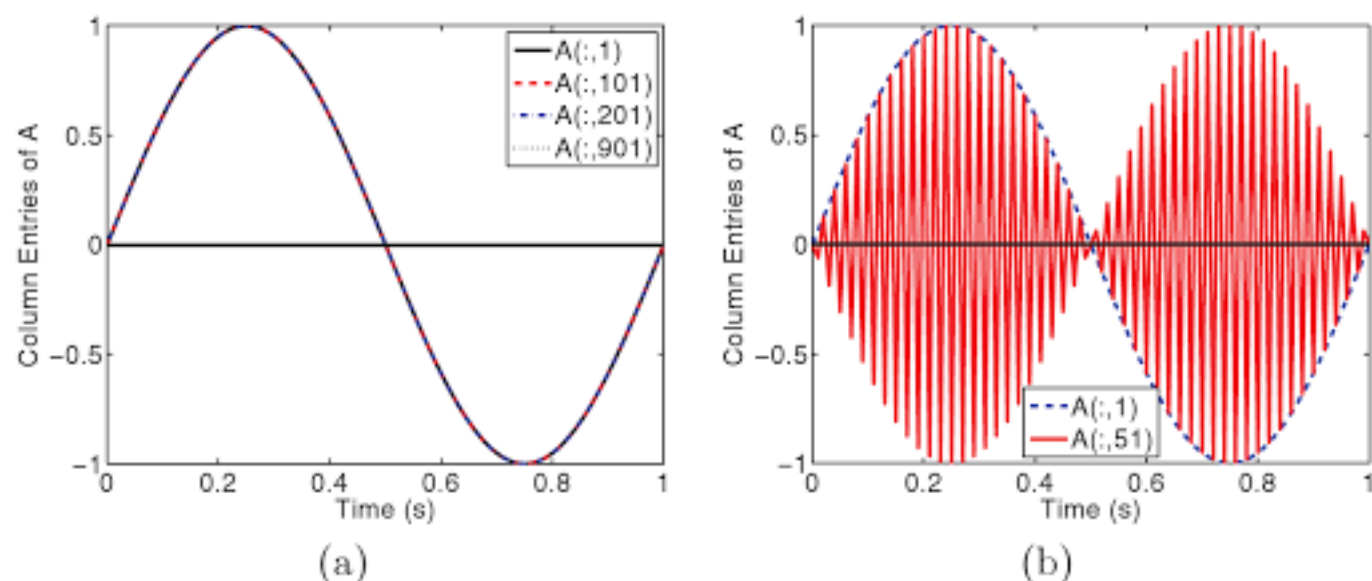 1
0.5
0
−0.5
−1
Column Entries of A
A(:,1)
A(:,101)
A(:,201)
A(:,901)
0
0.2
0.4
0.6
0.8
1
Time (s)
(a)
1
0.5
0
−0.5
−1
Column Entries of A
A(:,1)
A(:,51)
0
0.2
0.4
0.6
0.8
1
Time (s)
(b)